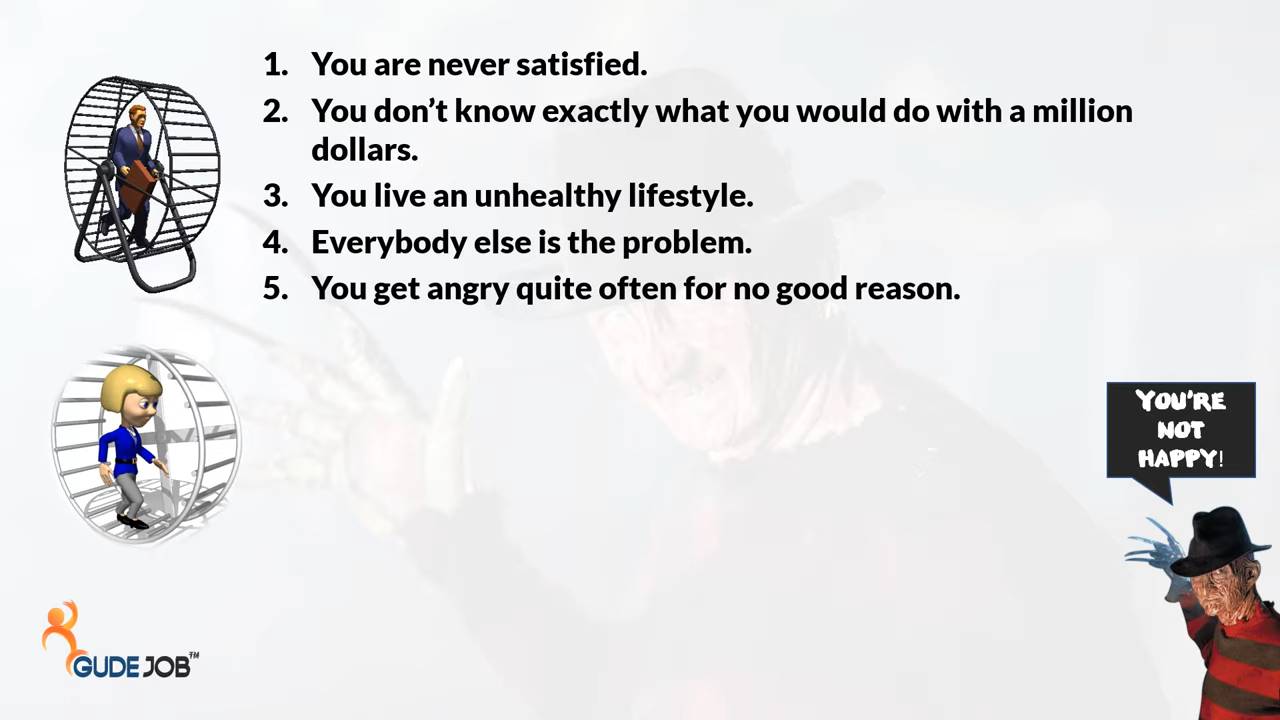 1. You are never satisfied.
2. You don’t know exactly what you would do with a million
dollars.
3. You live an unhealthy lifestyle.
4. Everybody else is the problem.
5. You get angry quite often for no good reason.
YOU'RE
NOT
HAPPY!
GUDE JOB™